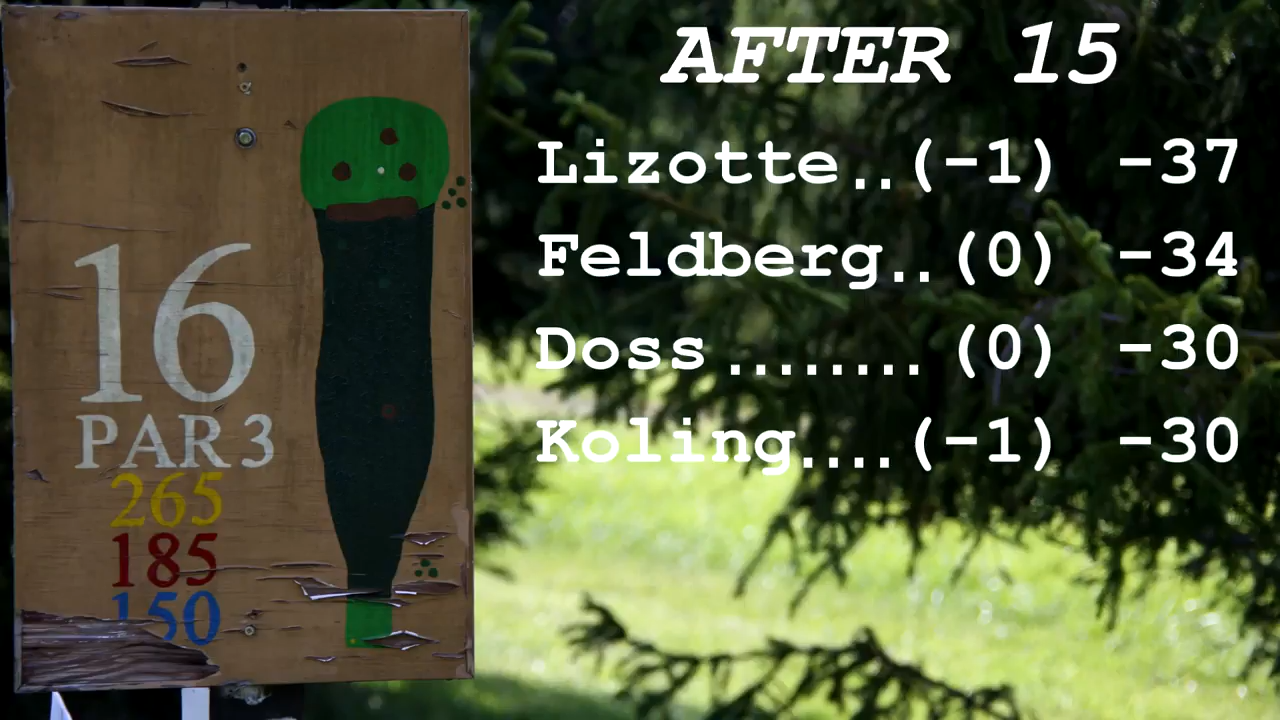 16
PAR 3
265
185
150
AFTER 15
Lizotte..(-1) -37
Feldberg..(0) -34
Doss ........ (0) -30
Koling....(-1) -30